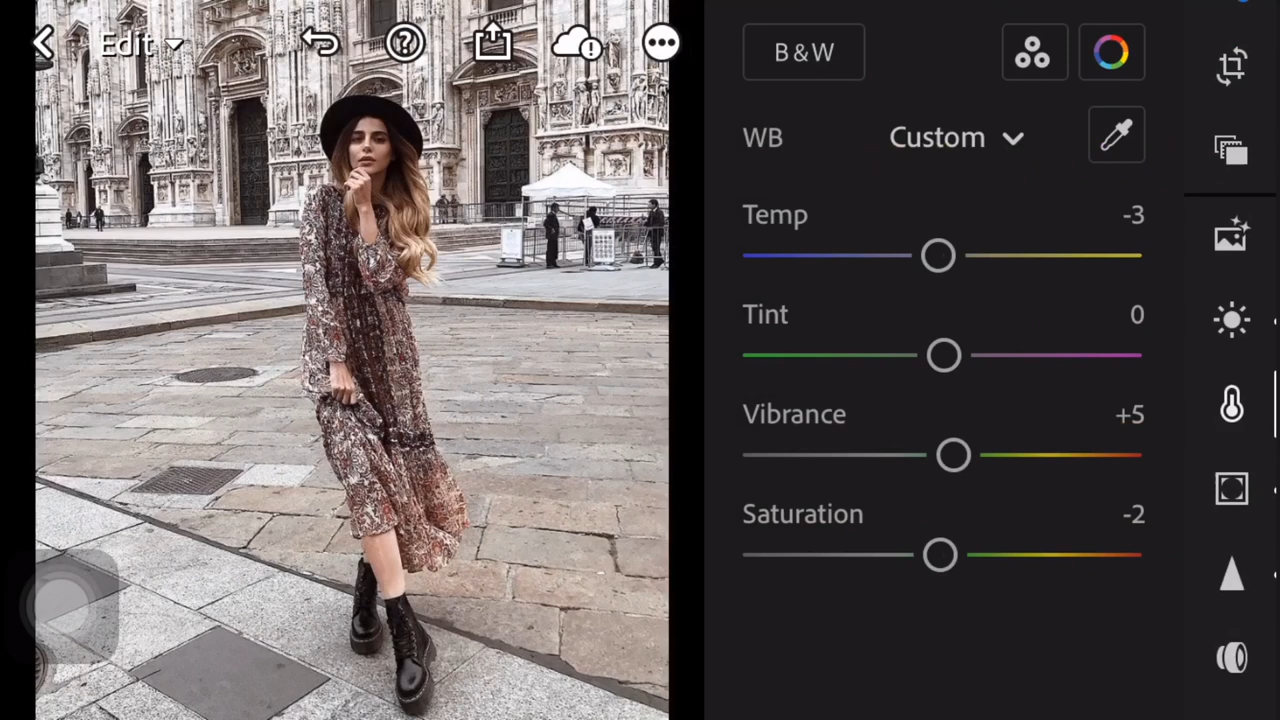 Edit
B&W
WB Custom
Temp -3
Tint 0
Vibrance +5
Saturation -2